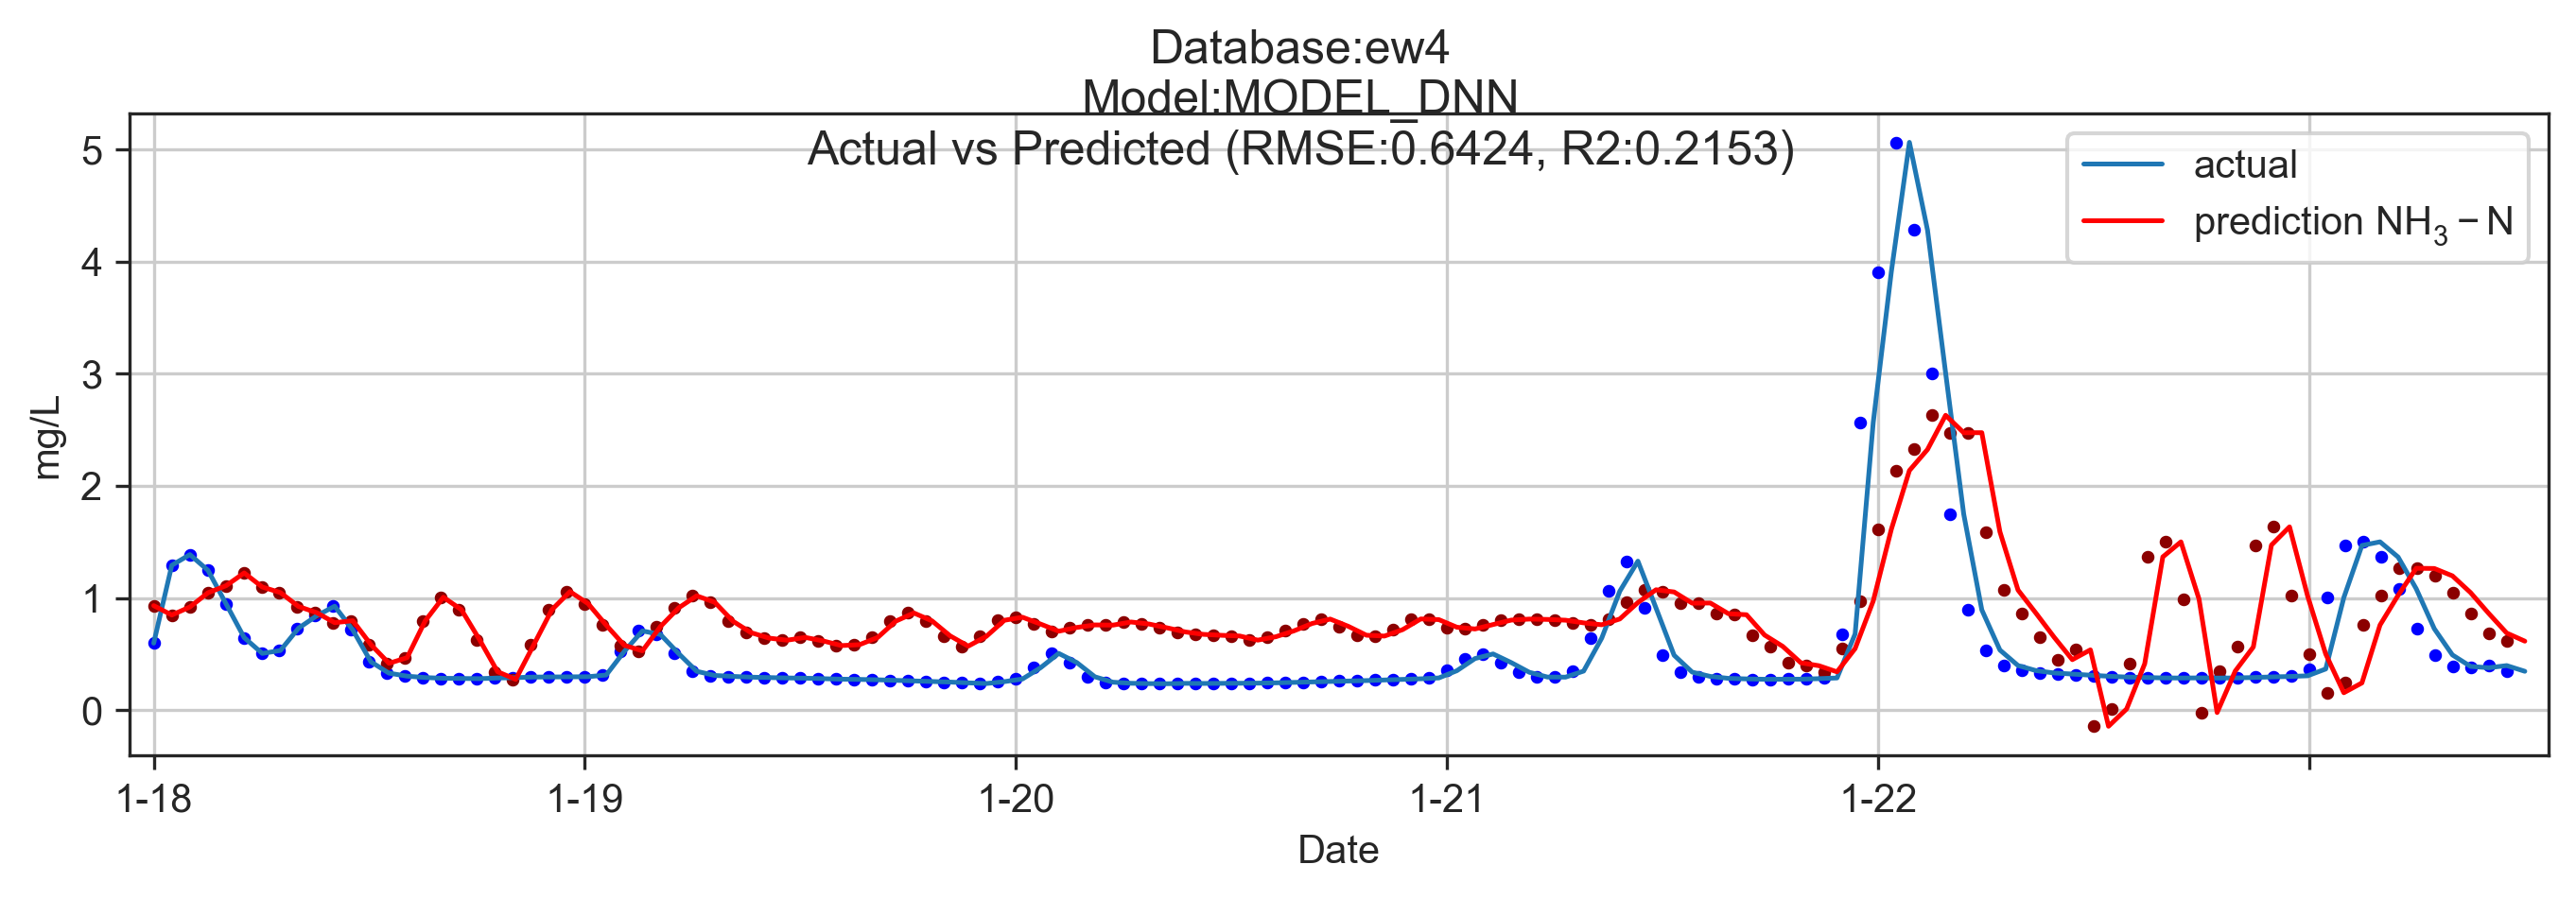 Database:ew4
Model:MODEL_DNN
Actual vs Predicted (RMSE:0.6424, R2:0.2153)
5
4
3
2
1
0
mg/L
actual
prediction NH₃ − N
1-18 1-19 1-20 1-21 1-22
Date